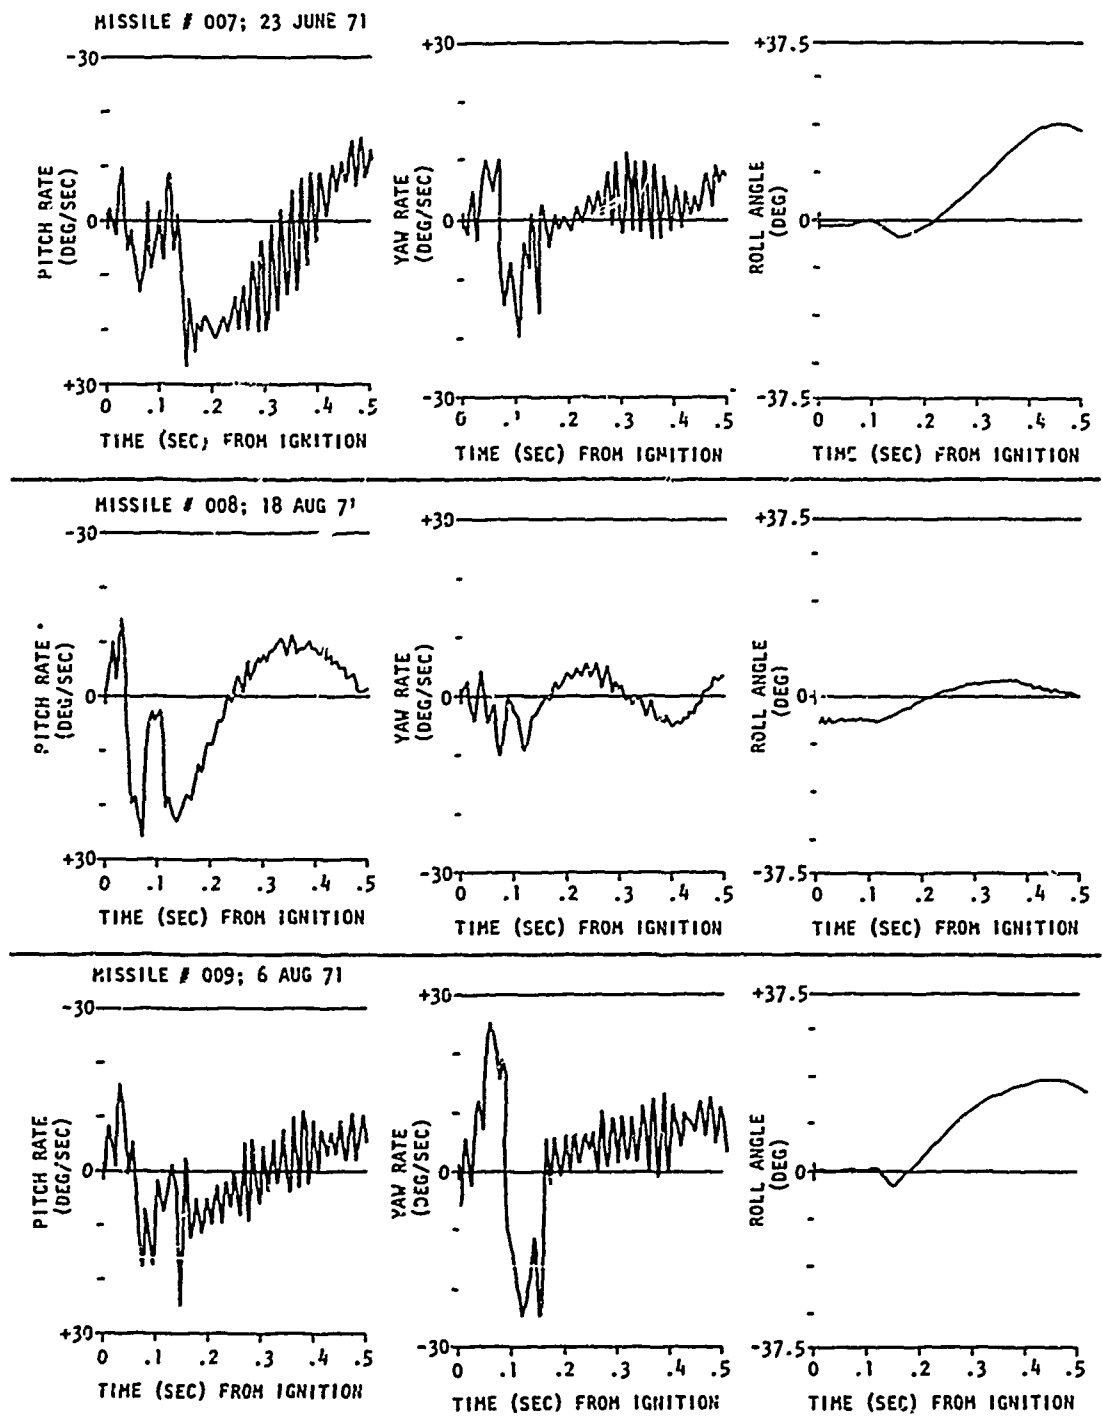 MISSILE # 007; 23 JUNE 71
-30
0
+30
PITCH RATE
(DEG/SEC)
0 .1 .2 .3 .4 .5
TIME (SEC) FROM IGNITION
+30
0
-30
YAW RATE
(DEG/SEC)
0 .1 .2 .3 .4 .5
TIME (SEC) FROM IGNITION
+37.5
0
-37.5
ROLL ANGLE
(DEG)
0 .1 .2 .3 .4 .5
TIME (SEC) FROM IGNITION
MISSILE # 008; 18 AUG 71
-30
0
+30
PITCH RATE
(DEG/SEC)
0 .1 .2 .3 .4 .5
TIME (SEC) FROM IGNITION
+30
0
-30
YAW RATE
(DEG/SEC)
0 .1 .2 .3 .4 .5
TIME (SEC) FROM IGNITION
+37.5
0
-37.5
ROLL ANGLE
(DEG)
0 .1 .2 .3 .4 .5
TIME (SEC) FROM IGNITION
MISSILE # 009; 6 AUG 71
-30
0
+30
PITCH RATE
(DEG/SEC)
0 .1 .2 .3 .4 .5
TIME (SEC) FROM IGNITION
+30
0
-30
YAW RATE
(DEG/SEC)
0 .1 .2 .3 .4 .5
TIME (SEC) FROM IGNITION
+37.5
0
-37.5
ROLL ANGLE
(DEG)
0 .1 .2 .3 .4 .5
TIME (SEC) FROM IGNITION